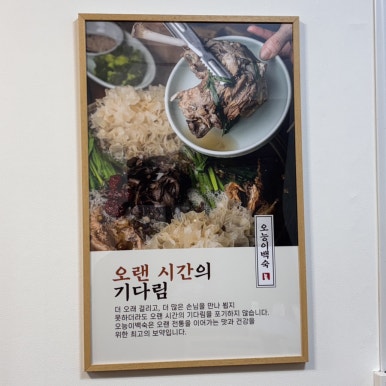 오능이백숙
오랜 시간의
기다림
더 오래 걸리고, 더 많은 손님을 만나 뵙지
못하더라도 오랜 시간의 기다림을 포기하지 않습니다.
오능이백숙은 오랜 전통을 이어가는 맛과 건강을
위한 최고의 보약입니다.